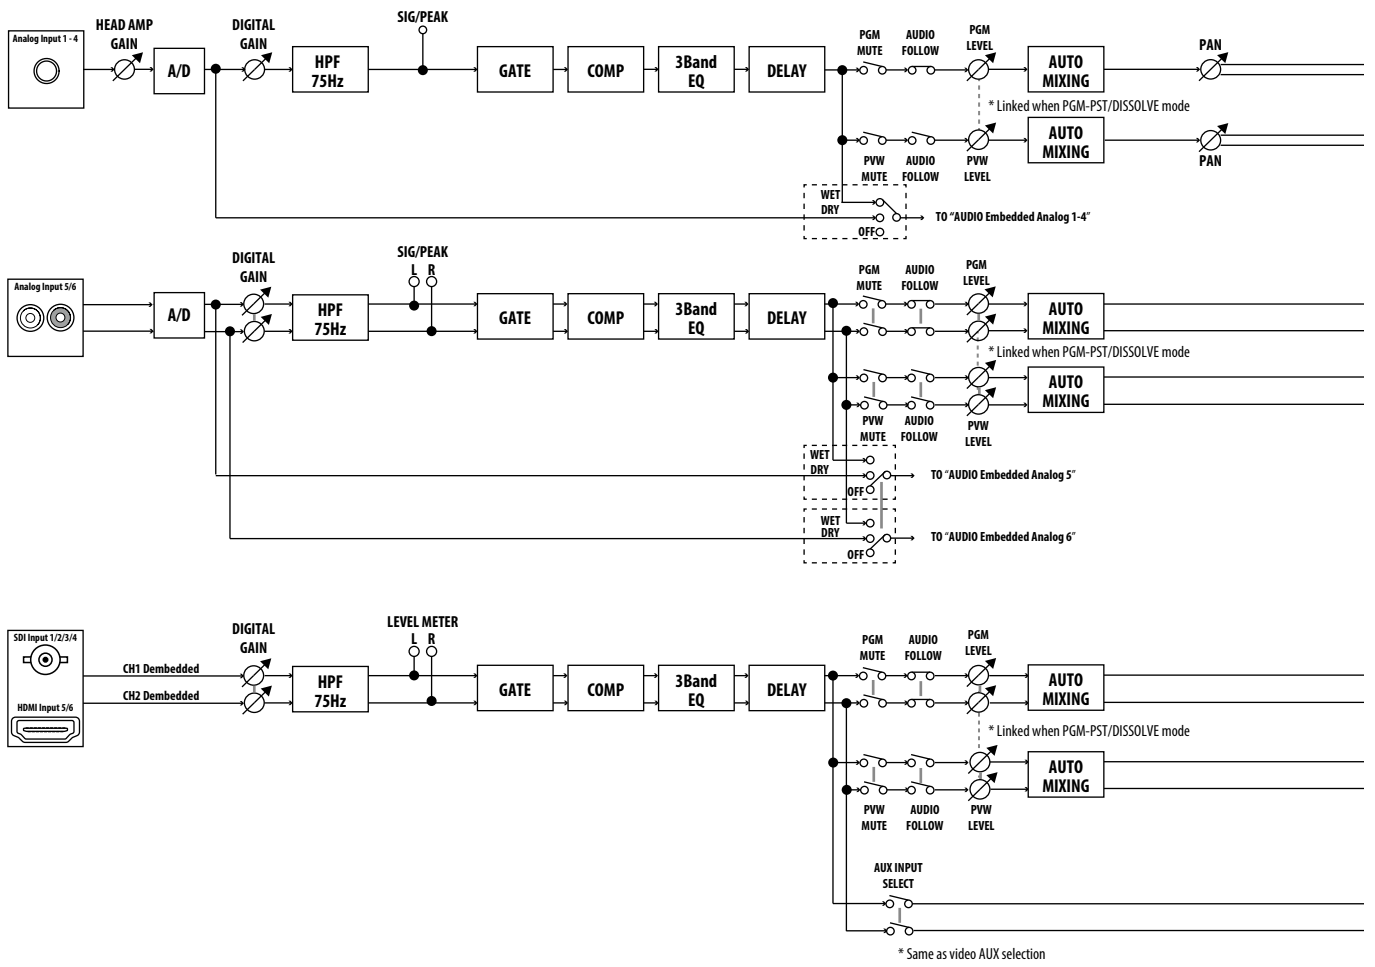 Analog Input 1 - 4
HEAD AMP
GAIN
A/D
DIGITAL
GAIN
HPF
75Hz
SIG/PEAK
GATE
COMP
3Band
EQ
DELAY
PGM
MUTE
AUDIO
FOLLOW
PGM
LEVEL
AUTO
MIXING
PAN
* Linked when PGM-PST/DISSOLVE mode
PVW
MUTE
AUDIO
FOLLOW
PVW
LEVEL
AUTO
MIXING
PAN
WET
DRY
OFF
TO “AUDIO Embedded Analog 1-4”
Analog Input 5/6
A/D
DIGITAL
GAIN
HPF
75Hz
SIG/PEAK
L R
GATE
COMP
3Band
EQ
DELAY
PGM
MUTE
AUDIO
FOLLOW
PGM
LEVEL
AUTO
MIXING
* Linked when PGM-PST/DISSOLVE mode
PVW
MUTE
AUDIO
FOLLOW
PVW
LEVEL
AUTO
MIXING
WET
DRY
OFF
TO “AUDIO Embedded Analog 5”
WET
DRY
OFF
TO “AUDIO Embedded Analog 6”
SDI Input 1/2/3/4
HDMI Input 5/6
CH1 Dembedded
CH2 Dembedded
DIGITAL
GAIN
HPF
75Hz
LEVEL METER
L R
GATE
COMP
3Band
EQ
DELAY
PGM
MUTE
AUDIO
FOLLOW
PGM
LEVEL
AUTO
MIXING
* Linked when PGM-PST/DISSOLVE mode
PVW
MUTE
AUDIO
FOLLOW
PVW
LEVEL
AUTO
MIXING
AUX INPUT
SELECT
* Same as video AUX selection